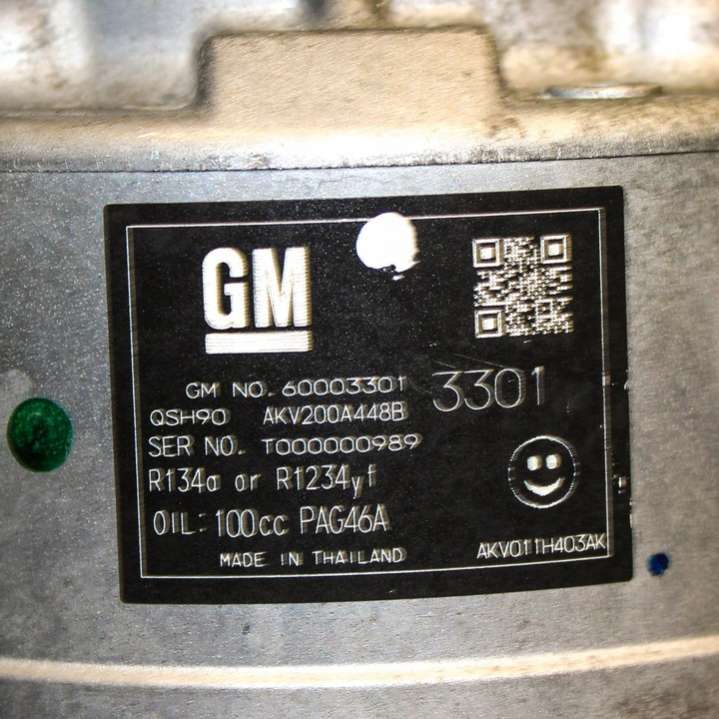 GM
GM NO. 60003301
3301
QSH90 AKV200A448B
SER NO. T000000989
R134a or R1234yf
OIL: 100cc PAG46A
MADE IN THAILAND
AKV011H403AK